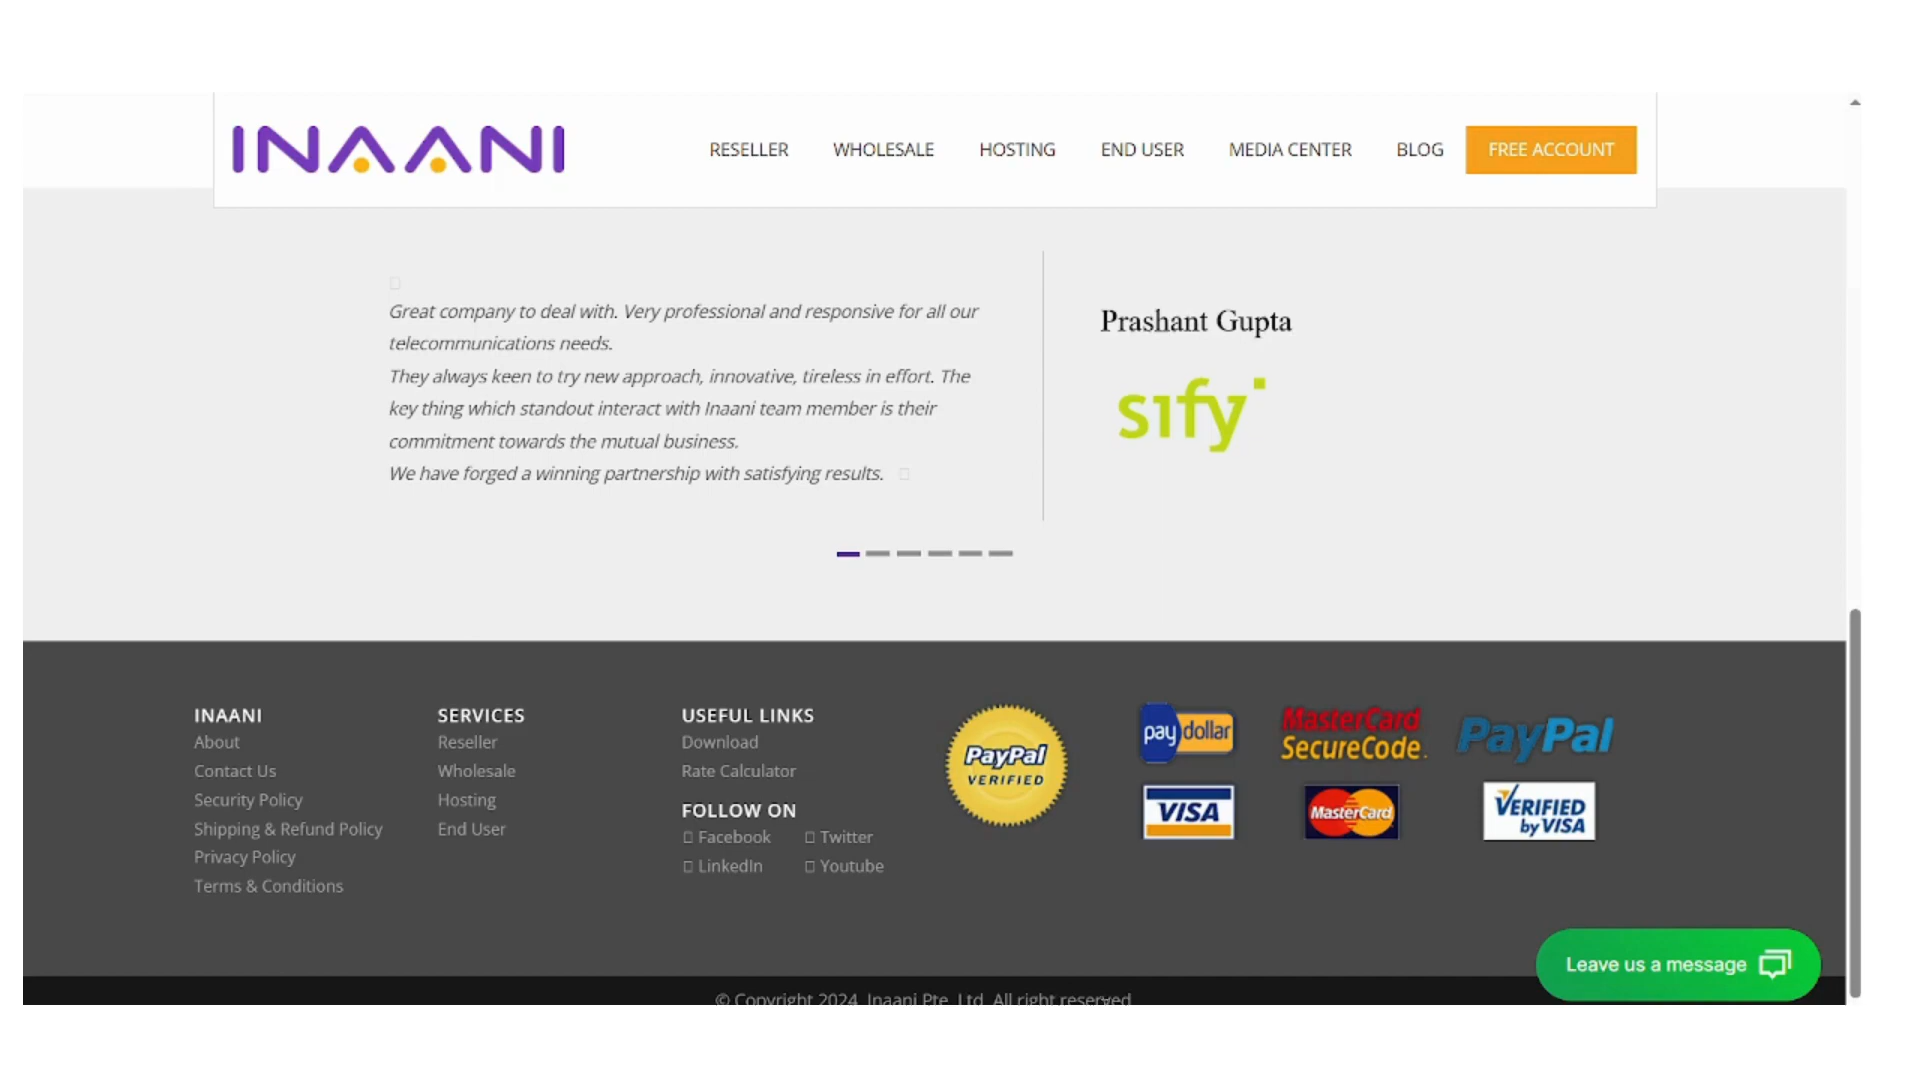 INAANI
RESELLER WHOLESALE HOSTING END USER MEDIA CENTER BLOG FREE ACCOUNT
Great company to deal with. Very professional and responsive for all our
telecommunications needs.
They always keen to try new approach, innovative, tireless in effort. The
key thing which standout interact with Inaani team member is their
commitment towards the mutual business.
We have forged a winning partnership with satisfying results.
Prashant Gupta
sify
INAANI
About
Contact Us
Security Policy
Shipping & Refund Policy
Privacy Policy
Terms & Conditions
SERVICES
Reseller
Wholesale
Hosting
End User
USEFUL LINKS
Download
Rate Calculator
FOLLOW ON
Facebook Twitter
LinkedIn Youtube
PayPal
VERIFIED
pay dollar
MasterCard
SecureCode.
PayPal
VISA
MasterCard
VERIFIED
by VISA
Leave us a message
© Copyright 2024 Inaani Pte. Ltd. All right reserved